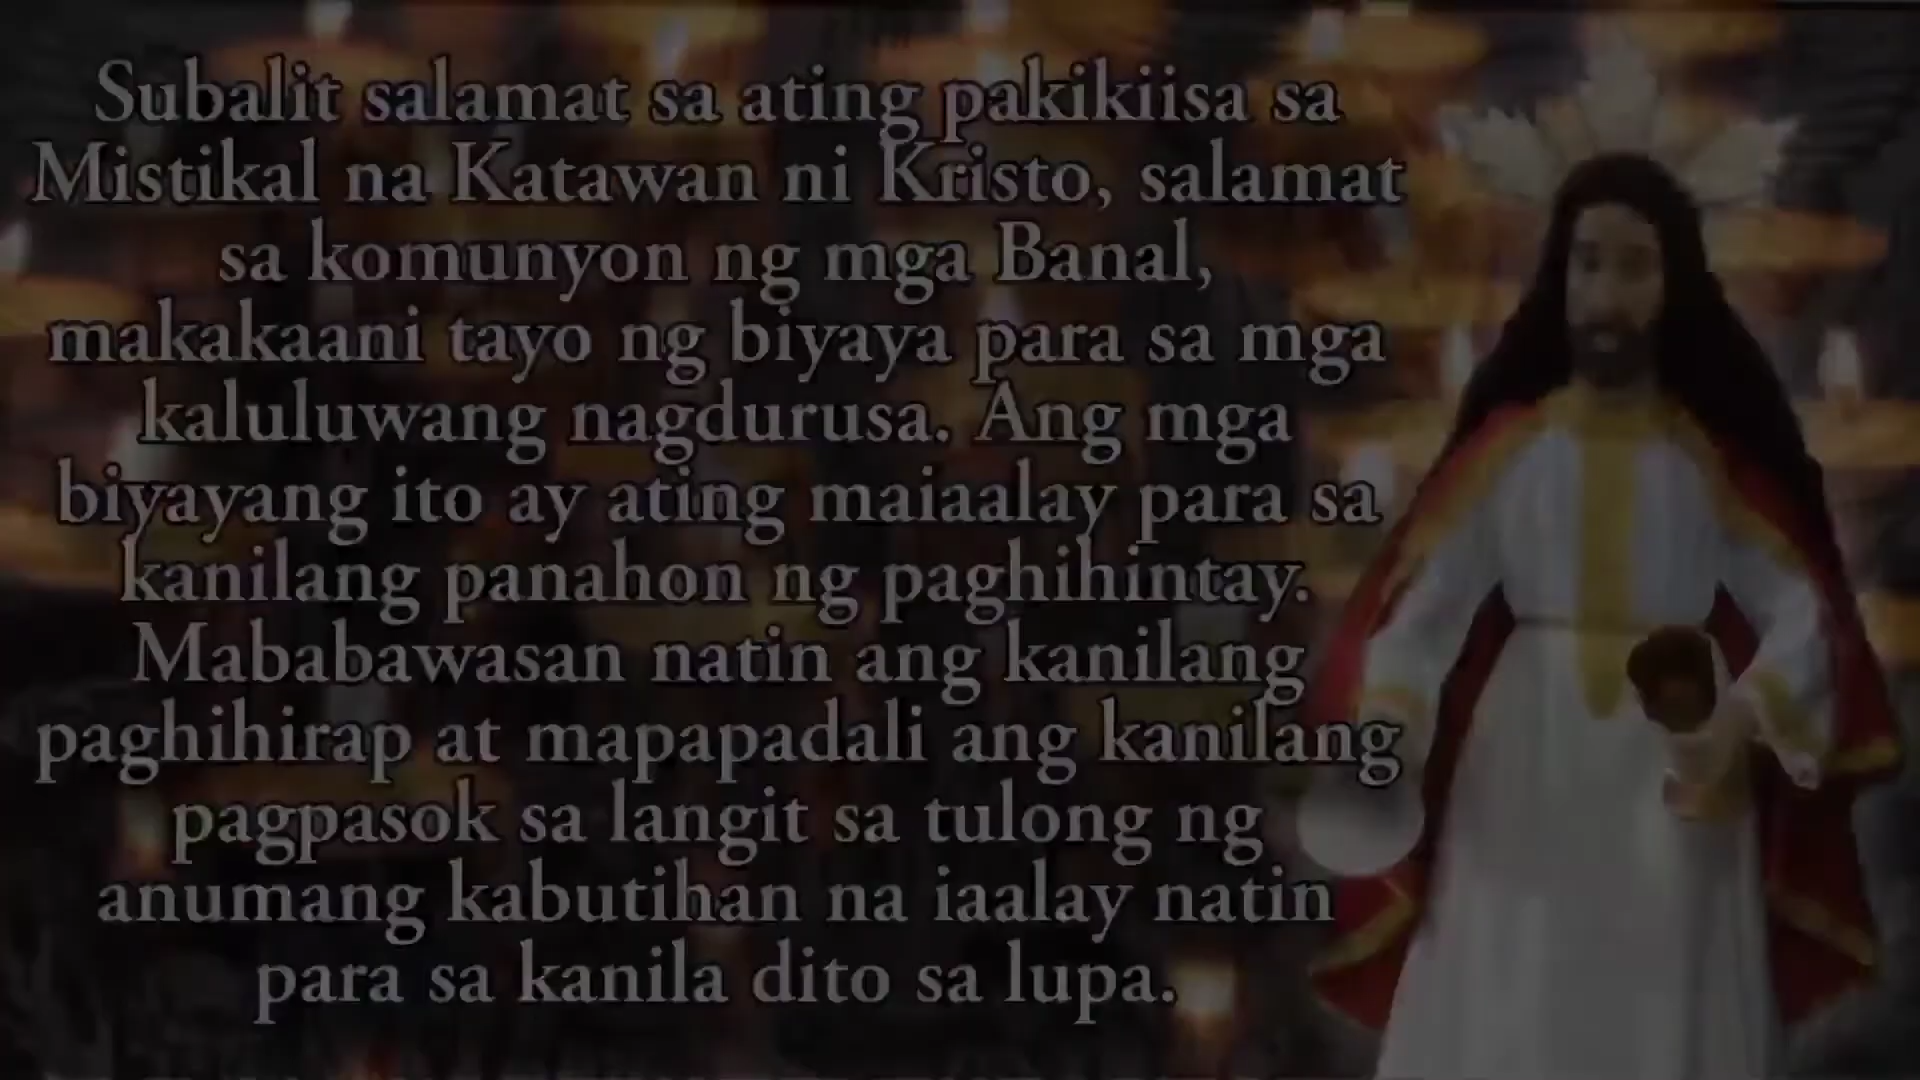 Subalit salamat sa ating pakikiisa sa
Mistikal na Katawan ni Kristo, salamat
sa komunyon ng mga Banal,
makakaani tayo ng biyaya para sa mga
kaluluwang nagdurusa. Ang mga
biyayang ito ay ating maiaalay para sa
kanilang panahon ng paghihintay.
Mababawasan natin ang kanilang
paghihirap at mapapadali ang kanilang
pagpasok sa langit sa tulong ng
anumang kabutihan na iaalay natin
para sa kanila dito sa lupa.